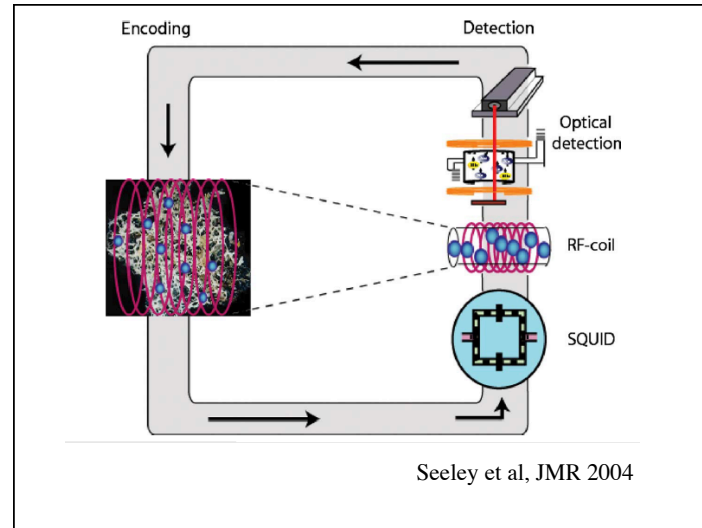 Encoding
Detection
Optical
detection
RF-coil
SQUID
Seeley et al, JMR 2004